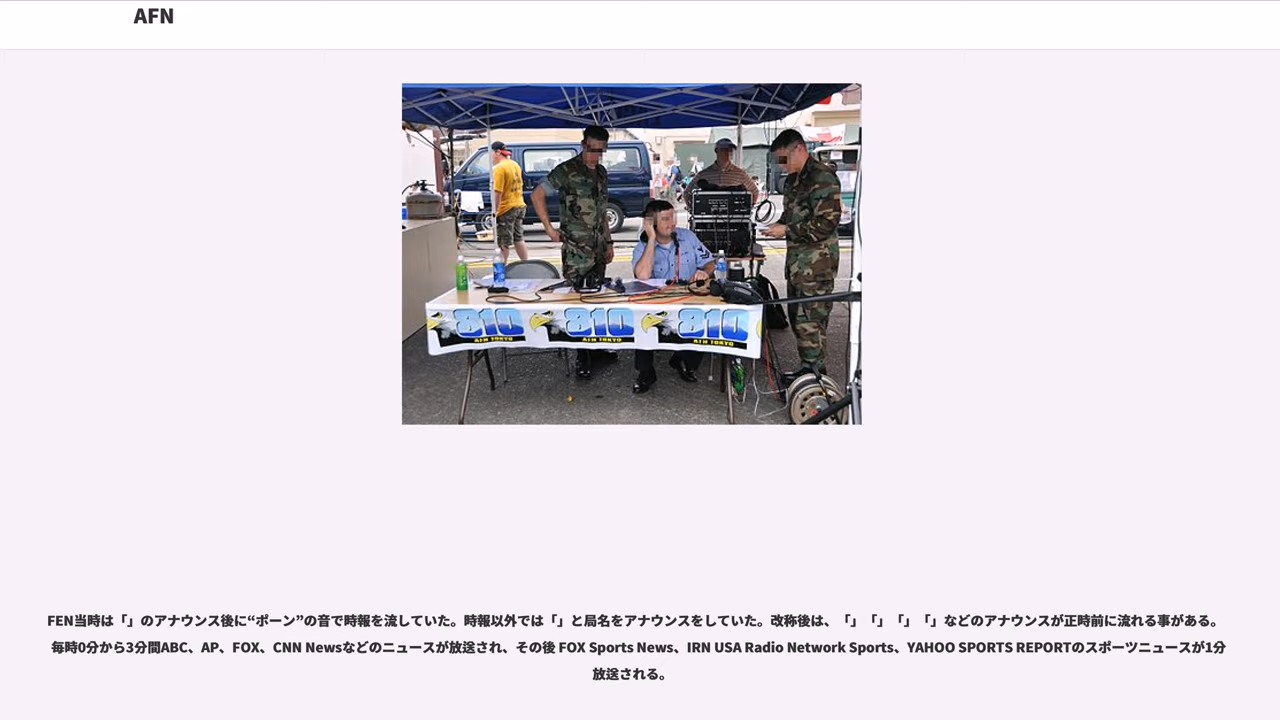 AFN
810 810 810
AFN TOKYO AFN TOKYO AFN TOKYO
FEN当時は「」のアナウンス後に“ポーン”の音で時報を流していた。時報以外では「」と局名をアナウンスをしていた。改称後は、「」「」「」「」などのアナウンスが正時前に流れる事がある。
毎時0分から3分間ABC、AP、FOX、CNN Newsなどのニュースが放送され、その後 FOX Sports News、IRN USA Radio Network Sports、YAHOO SPORTS REPORTのスポーツニュースが1分
放送される。